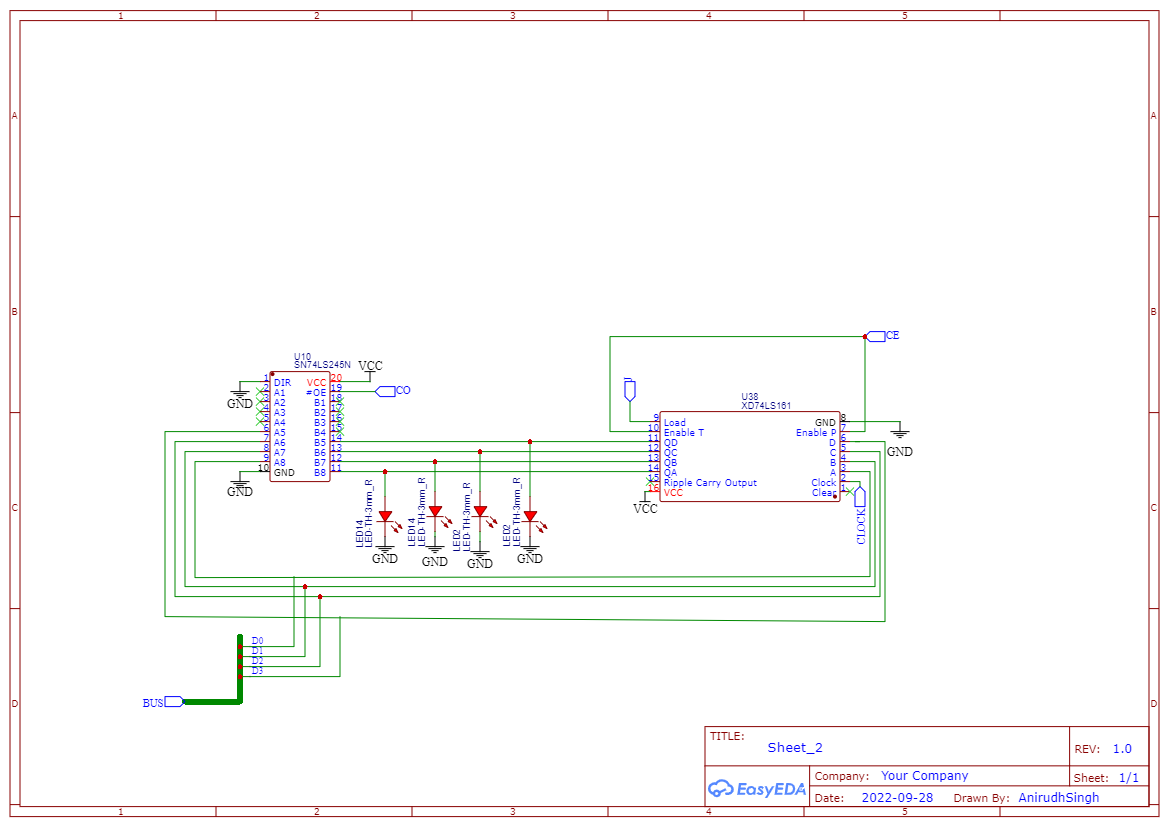 1 2 3 4 5
A A
B B
C C
D D
U10
SN74LS245N
VCC
CO
GND
GND
1 DIR
2 A1
3 A2
4 A3
5 A4
6 A5
7 A6
8 A7
9 A8
10 GND
VCC 20
#OE 19
B1 18
B2 17
B3 16
B4 15
B5 14
B6 13
B7 12
B8 11
LED14
LED-TH-3mm_R
LED14
LED-TH-3mm_R
LED2
LED-TH-3mm_R
LED2
LED-TH-3mm_R
GND
GND
GND
GND
CE
J
U38
XD74LS161
9 Load
10 Enable T
11 QD
12 QC
13 QB
14 QA
15 Ripple Carry Output
16 VCC
GND 8
Enable P 7
D 6
C 5
B 4
A 3
Clock 2
Clear 1
VCC
GND
CLOCK
D0
D1
D2
D3
BUS
TITLE:
Sheet_2
REV: 1.0
EasyEDA
Company: Your Company
Sheet: 1/1
Date: 2022-09-28 Drawn By: AnirudhSingh
1 2 3 4 5